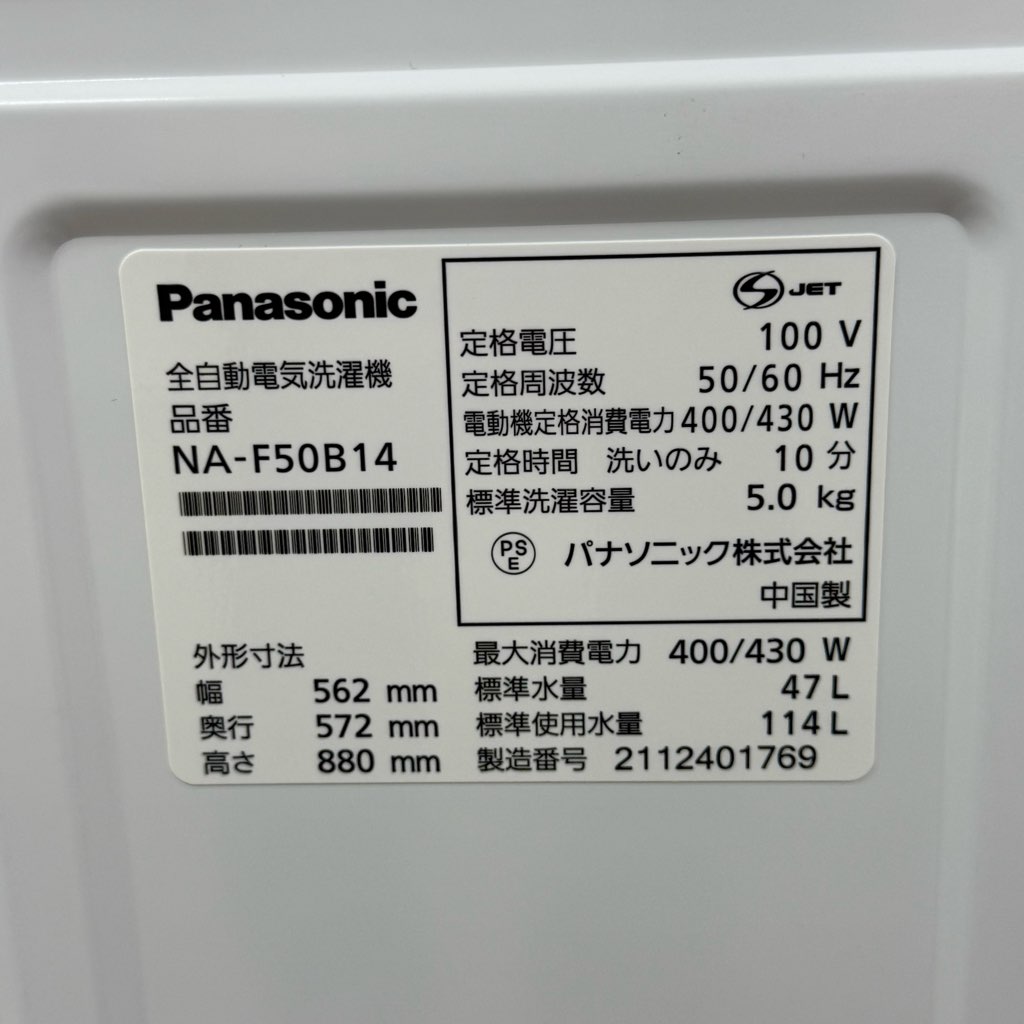 Panasonic
全自動電気洗濯機
品番
NA-F50B14
JET
定格電圧 100 V
定格周波数 50/60 Hz
電動機定格消費電力 400/430 W
定格時間 洗いのみ 10 分
標準洗濯容量 5.0 kg
PS
E
パナソニック株式会社
中国製
外形寸法
幅 562 mm
奥行 572 mm
高さ 880 mm
最大消費電力 400/430 W
標準水量 47 L
標準使用水量 114 L
製造番号 2112401769